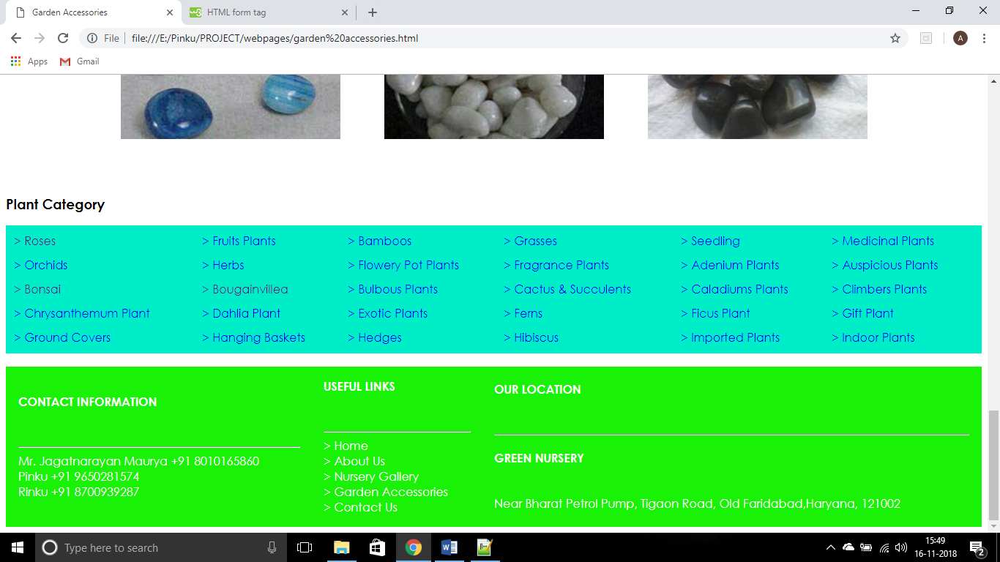 Garden Accessories
HTML form tag
File
file:///E:/Pinku/PROJECT/webpages/garden%20accessories.html
A
Apps
Gmail
Plant Category
> Roses > Fruits Plants > Bamboos > Grasses > Seedling > Medicinal Plants
> Orchids > Herbs > Flowery Pot Plants > Fragrance Plants > Adenium Plants > Auspicious Plants
> Bonsai > Bougainvillea > Bulbous Plants > Cactus & Succulents > Caladiums Plants > Climbers Plants
> Chrysanthemum Plant > Dahlia Plant > Exotic Plants > Ferns > Ficus Plant > Gift Plant
> Ground Covers > Hanging Baskets > Hedges > Hibiscus > Imported Plants > Indoor Plants
CONTACT INFORMATION
Mr. Jagatnarayan Maurya +91 8010165860
Pinku +91 9650281574
Rinku +91 8700939287
USEFUL LINKS
> Home
> About Us
> Nursery Gallery
> Garden Accessories
> Contact Us
OUR LOCATION
GREEN NURSERY
Near Bharat Petrol Pump, Tigaon Road, Old Faridabad,Haryana, 121002
Type here to search
15:49
16-11-2018
2